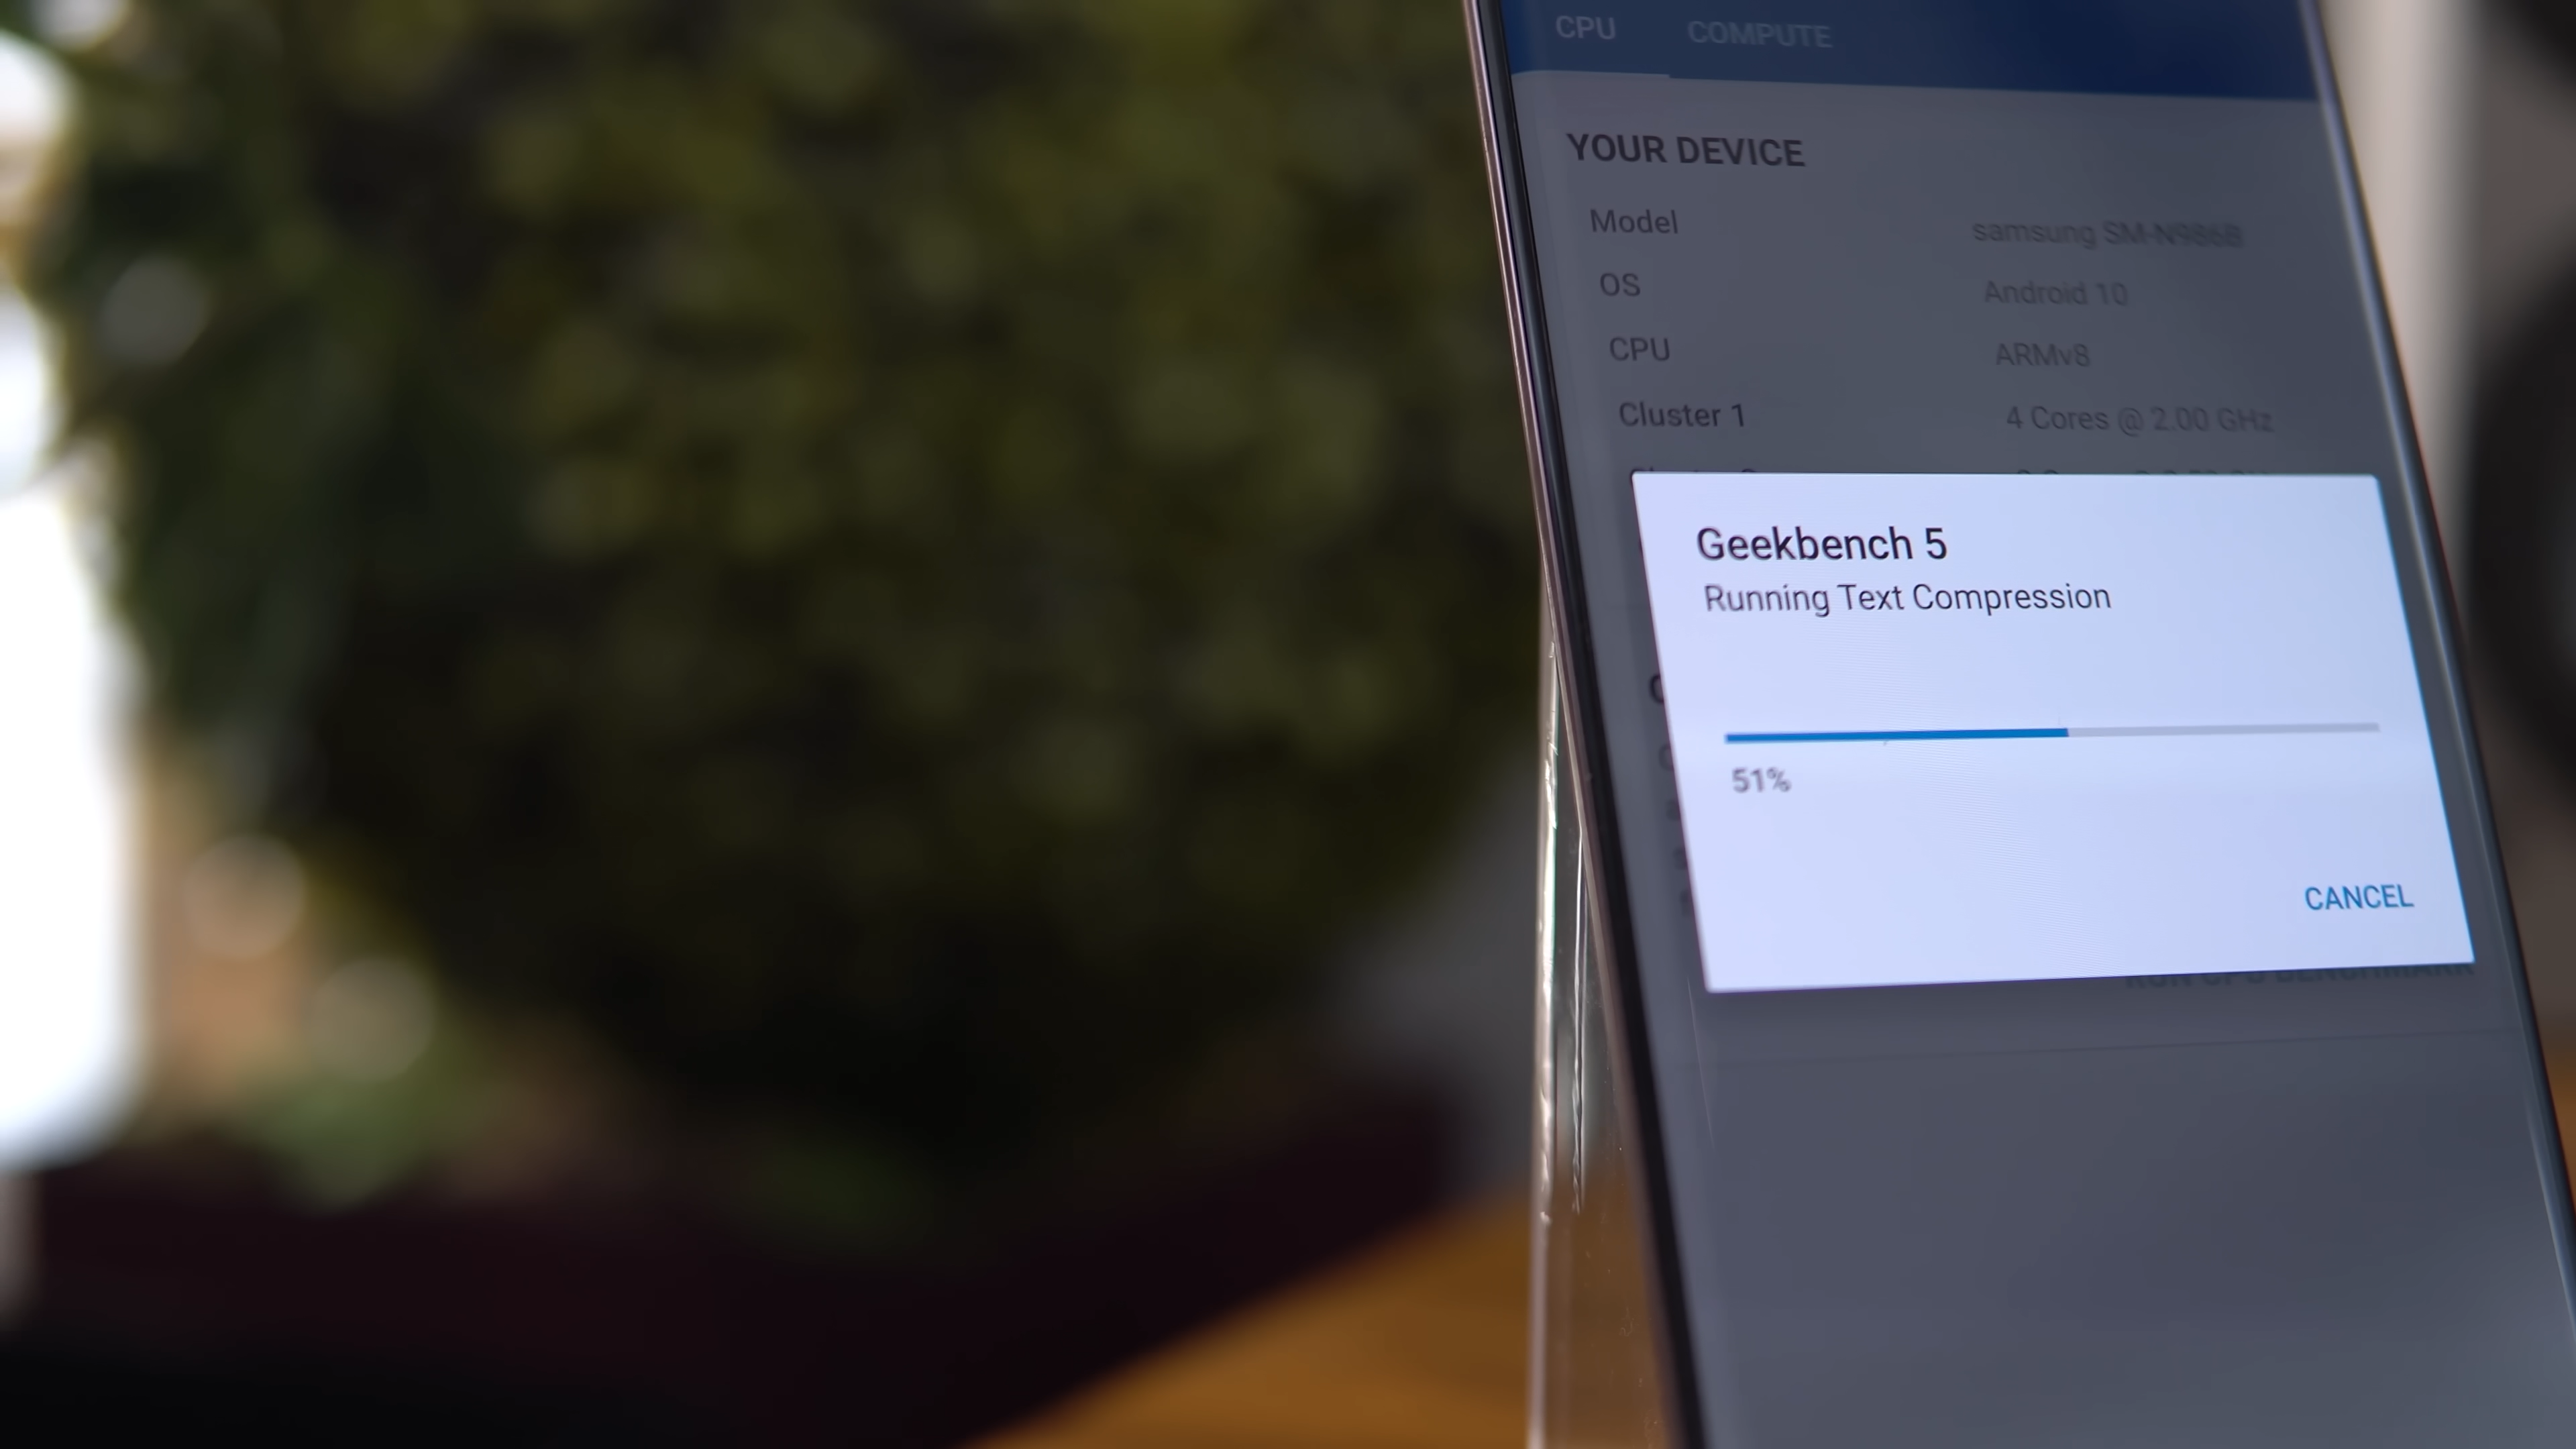 CPU COMPUTE
YOUR DEVICE
Model samsung SM-N986B
OS Android 10
CPU ARMv8
Cluster 1 4 Cores @ 2.00 GHz
Geekbench 5
Running Text Compression
51%
CANCEL